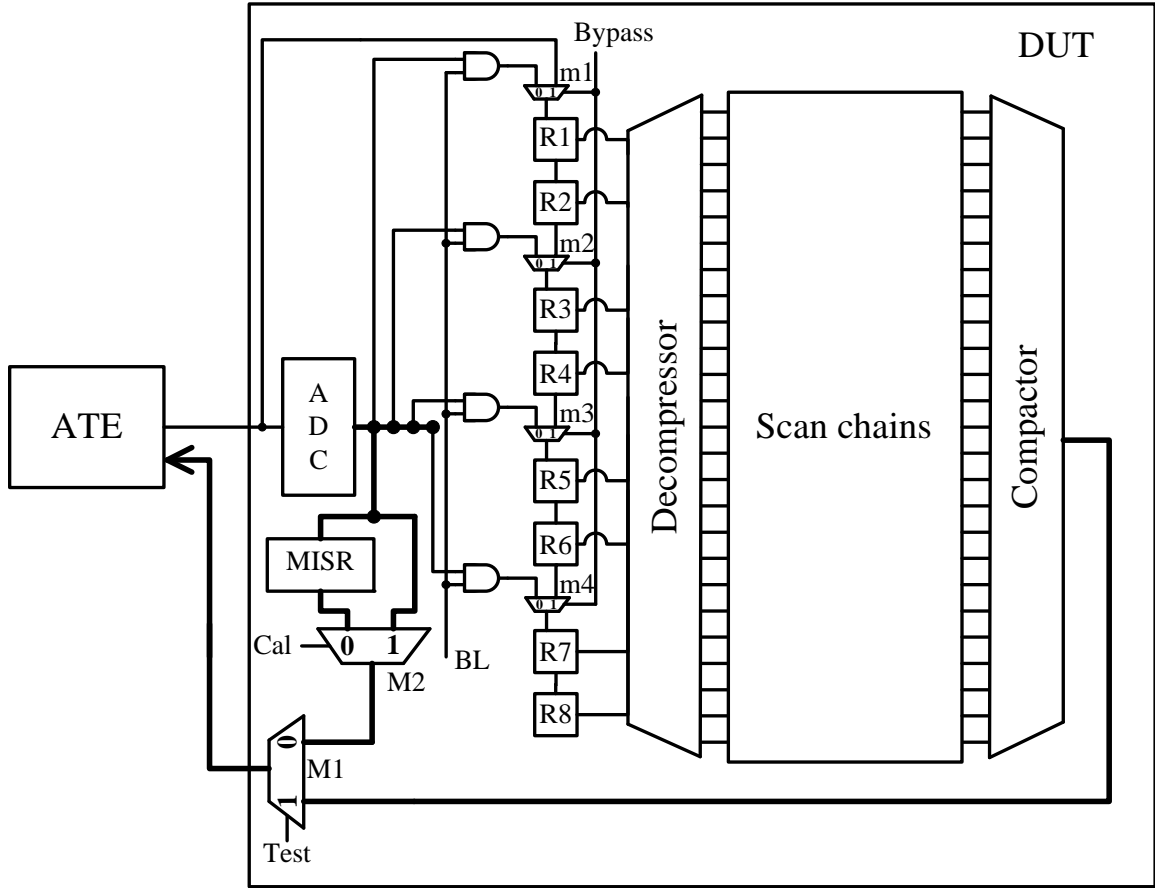 Bypass
DUT
m1
0 1
R1
R2
m2
0 1
R3
R4
m3
0 1
R5
R6
m4
0 1
R7
R8
ATE
A
D
C
MISR
Cal
0 1
M2
BL
0
M1
1
Test
Decompressor
Scan chains
Compactor